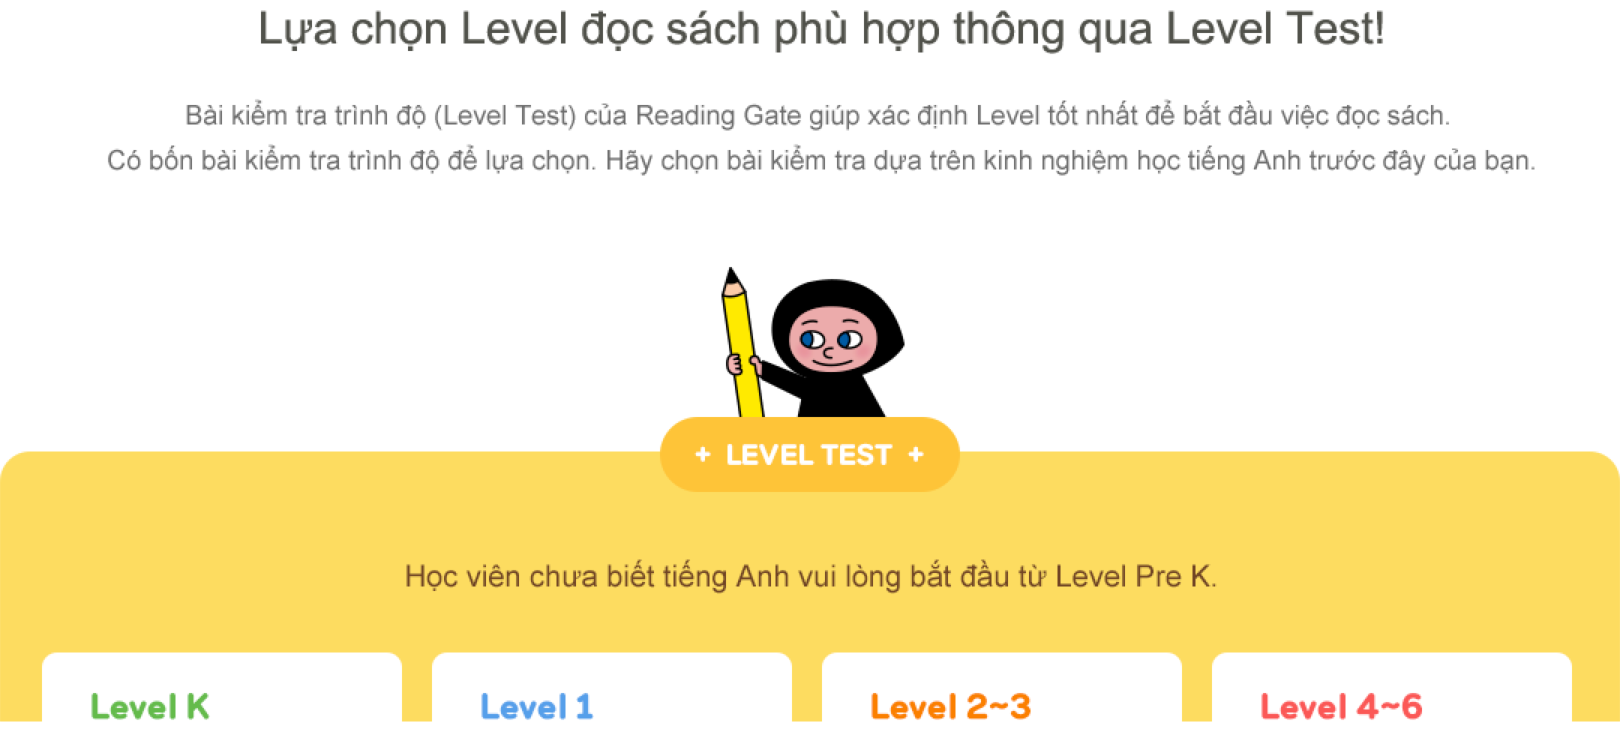 Lựa chọn Level đọc sách phù hợp thông qua Level Test!
Bài kiểm tra trình độ (Level Test) của Reading Gate giúp xác định Level tốt nhất để bắt đầu việc đọc sách.
Có bốn bài kiểm tra trình độ để lựa chọn. Hãy chọn bài kiểm tra dựa trên kinh nghiệm học tiếng Anh trước đây của bạn.
+ LEVEL TEST +
Học viên chưa biết tiếng Anh vui lòng bắt đầu từ Level Pre K.
Level K
Level 1
Level 2~3
Level 4~6